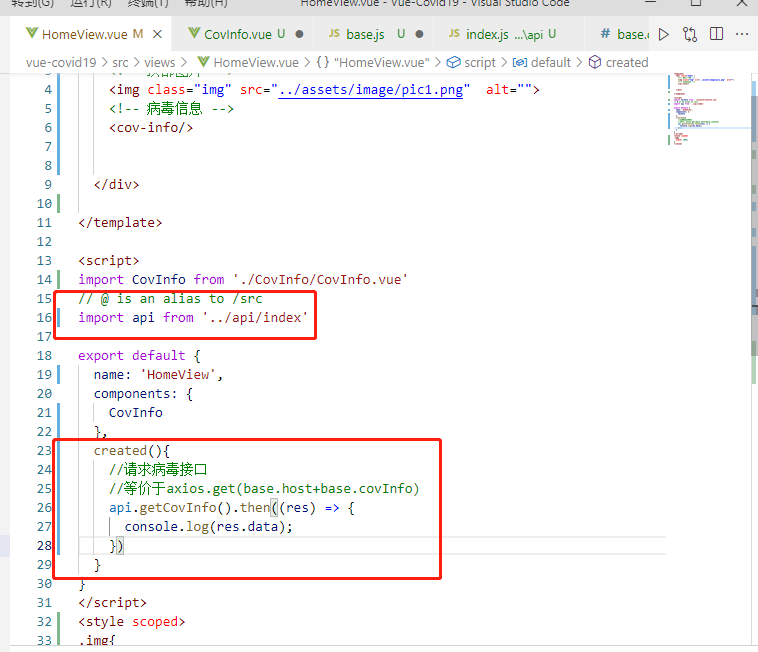 转到(G) 运行(R) 终端(T) 帮助(H) HomeView.vue - Vue-Covid19 - Visual Studio Code
HomeView.vue M CovInfo.vue U JS base.js U JS index.js ...\api U # base.c
vue-covid19 > src > views > HomeView.vue > {} "HomeView.vue" > script > default > created
4 <img class="img" src="../assets/image/pic1.png" alt="">
5 <!-- 病毒信息 -->
6 <cov-info/>
7
8
9 </div>
10
11 </template>
12
13 <script>
14 import CovInfo from './CovInfo/CovInfo.vue'
15 // @ is an alias to /src
16 import api from '../api/index'
17
18 export default {
19 name: 'HomeView',
20 components: {
21 CovInfo
22 },
23 created(){
24 //请求病毒接口
25 //等价于axios.get(base.host+base.covInfo)
26 api.getCovInfo().then((res) => {
27 console.log(res.data);
28 })
29 }
30 }
31 </script>
32 <style scoped>
33 .img{